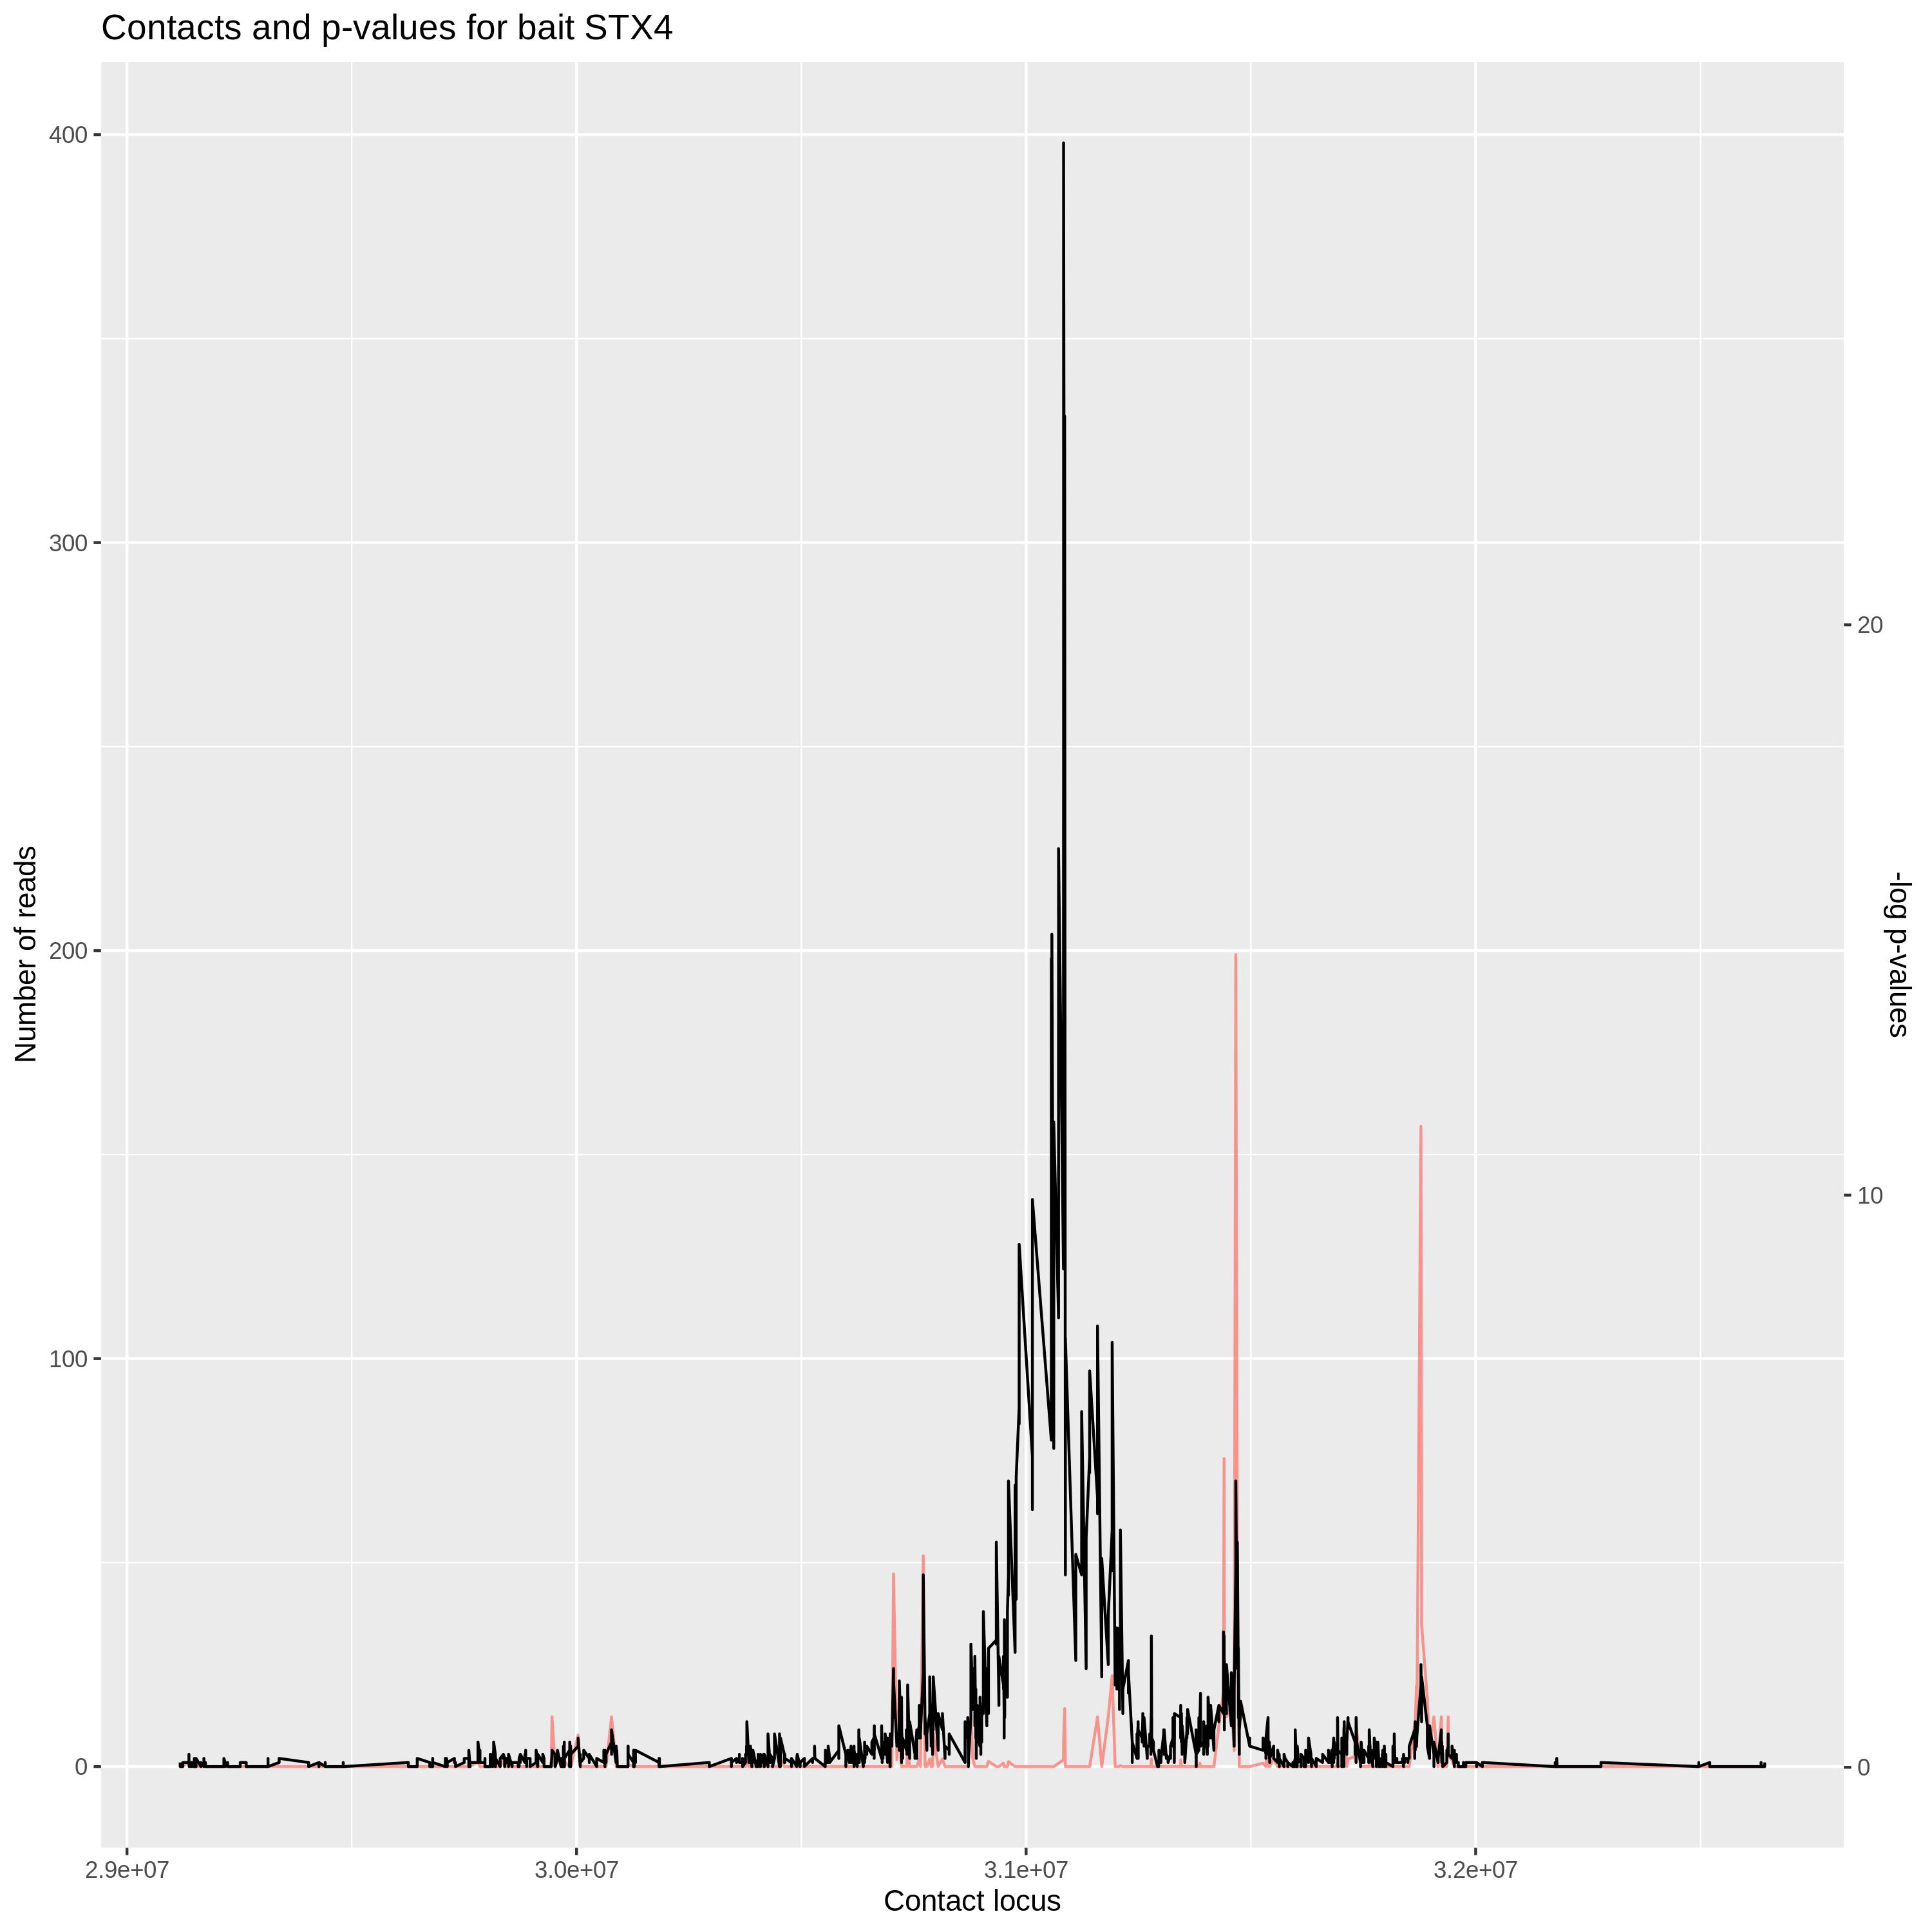 Contacts and p-values for bait STX4
400
300
200
100
0
Number of reads
20
10
0
-log p-values
2.9e+07
3.0e+07
3.1e+07
3.2e+07
Contact locus